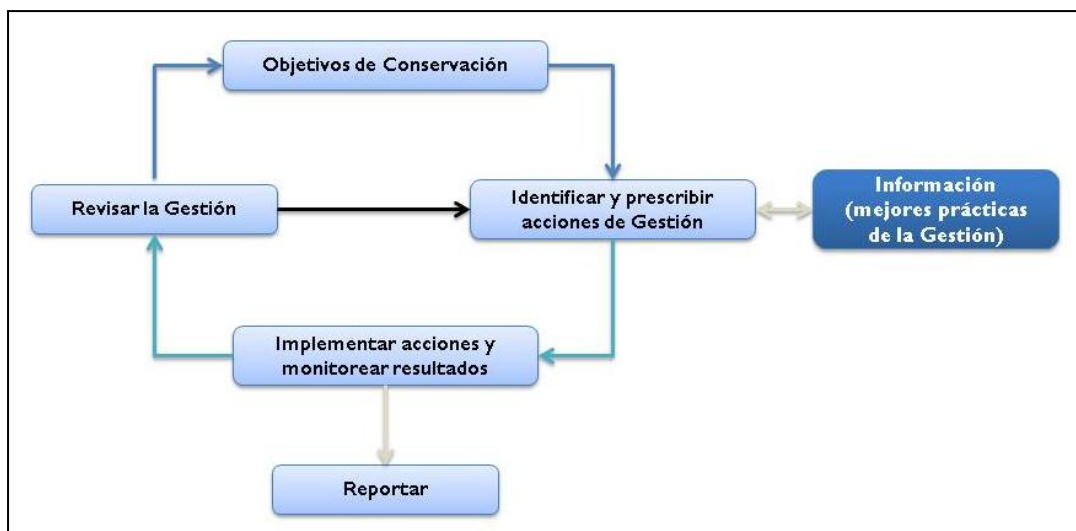 Objetivos de Conservación
Revisar la Gestión
Identificar y prescribir
acciones de Gestión
Información
(mejores prácticas
de la Gestión)
Implementar acciones y
monitorear resultados
Reportar